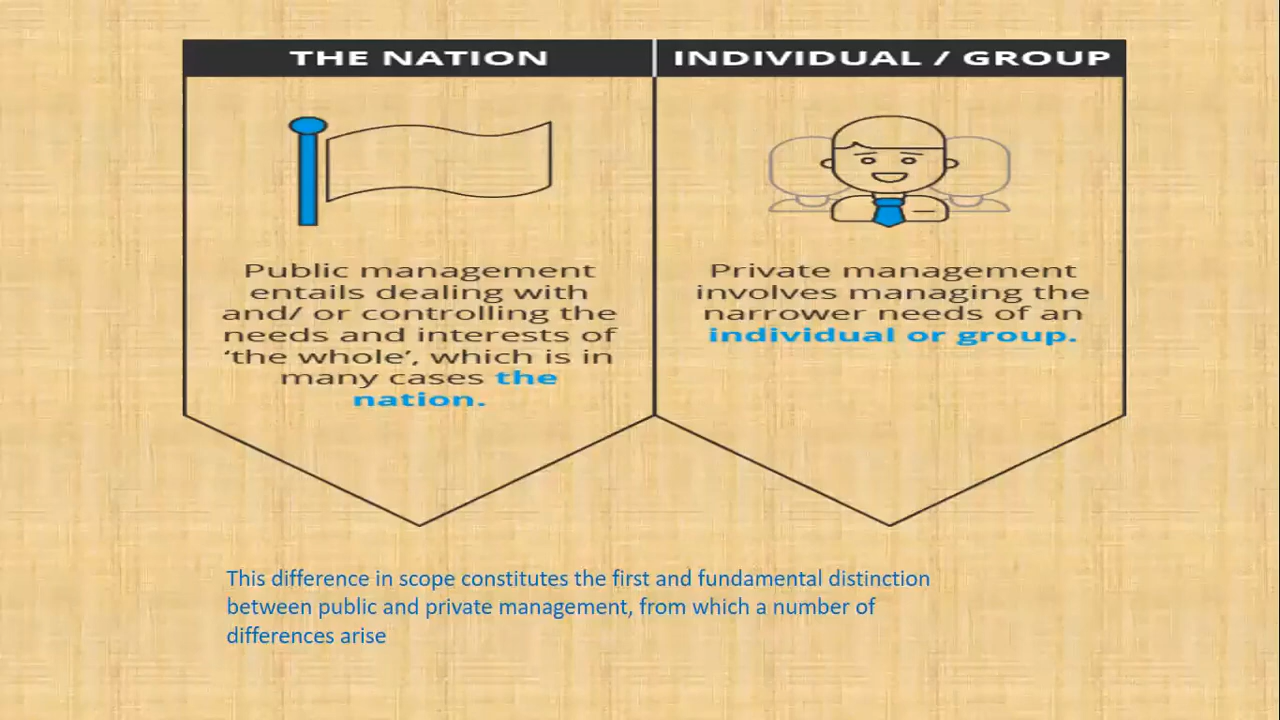 THE NATION
Public management
entails dealing with
and/ or controlling the
needs and interests of
‘the whole’, which is in
many cases the
nation.
INDIVIDUAL / GROUP
Private management
involves managing the
narrower needs of an
individual or group.
This difference in scope constitutes the first and fundamental distinction
between public and private management, from which a number of
differences arise